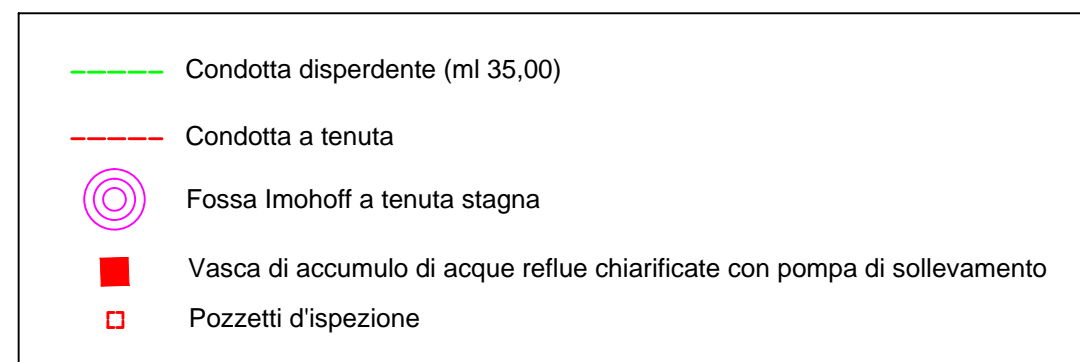 Condotta disperdente (ml 35,00)
Condotta a tenuta
Fossa Imohoff a tenuta stagna
Vasca di accumulo di acque reflue chiarificate con pompa di sollevamento
Pozzetti d'ispezione